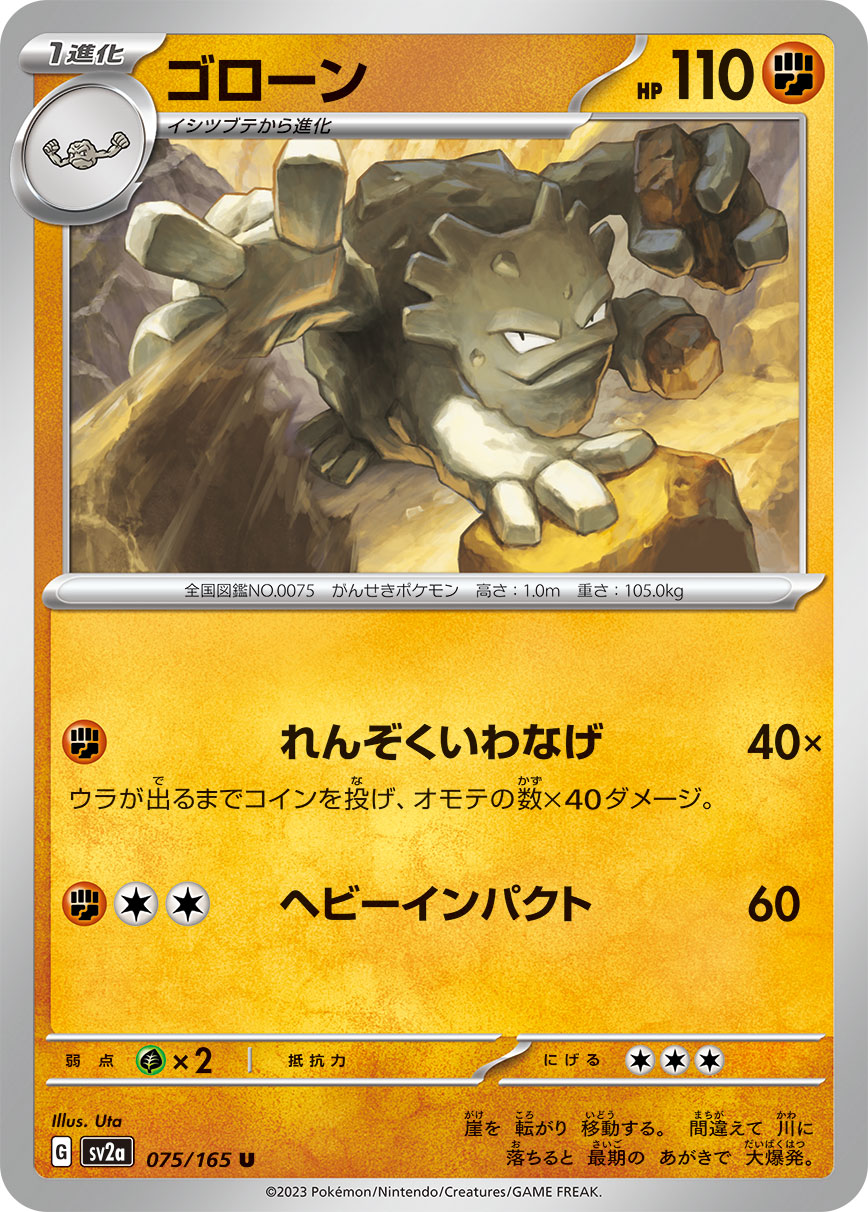 1進化
ゴローン
HP 110
イシツブテから進化
全国図鑑NO.0075 がんせきポケモン 高さ：1.0m 重さ：105.0kg
れんぞくいわなげ 40×
ウラが出るまでコインを投げ、オモテの数×40ダメージ。
ヘビーインパクト 60
弱点 ×2 抵抗力 にげる
Illus. Uta
崖を 転がり 移動する。 間違えて 川に
落ちると 最期の あがきで 大爆発。
G sv2a 075/165 U
©2023 Pokémon/Nintendo/Creatures/GAME FREAK.